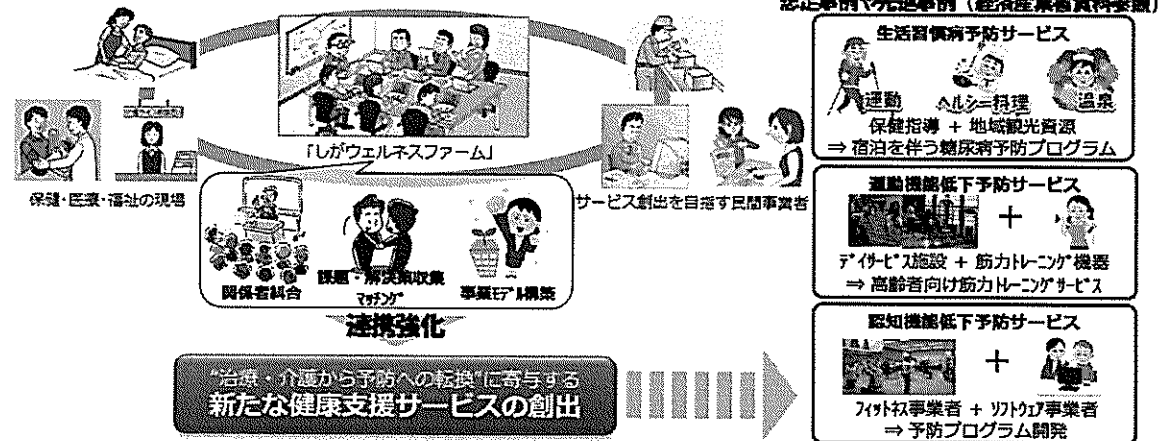 「しがウェルネスファーム」
保健・医療・福祉の現場
サービス創出を目指す民間事業者
関係者結合
課題・解決策収集
マッチング
事業モデル構築
連携強化
"治療・介護から予防への転換"に寄与する
新たな健康支援サービスの創出
(経済産業省資料参照)
生活習慣病予防サービス
運動
ヘルシー料理
温泉
保健指導 + 地域観光資源
⇒ 宿泊を伴う糖尿病予防プログラム
運動機能低下予防サービス
+
デイサービス施設 + 筋力トレーニング機器
⇒ 高齢者向け筋力トレーニングサービス
認知機能低下予防サービス
+
フィットネス事業者 + ソフトウェア事業者
⇒ 予防プログラム開発